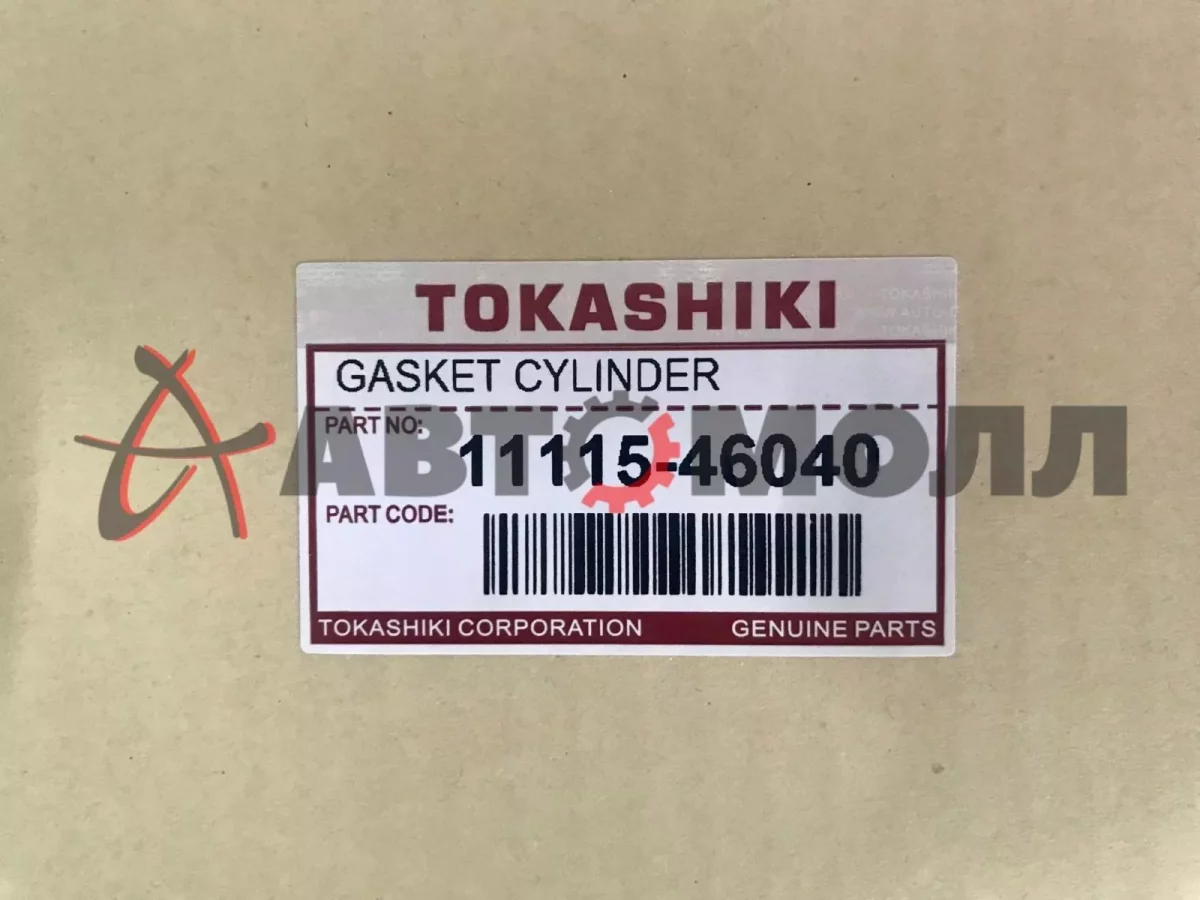 TOKASHIKI
GASKET CYLINDER
PART NO: 11115-46040
АВТОМОЛЛ
PART CODE:
TOKASHIKI CORPORATION GENUINE PARTS